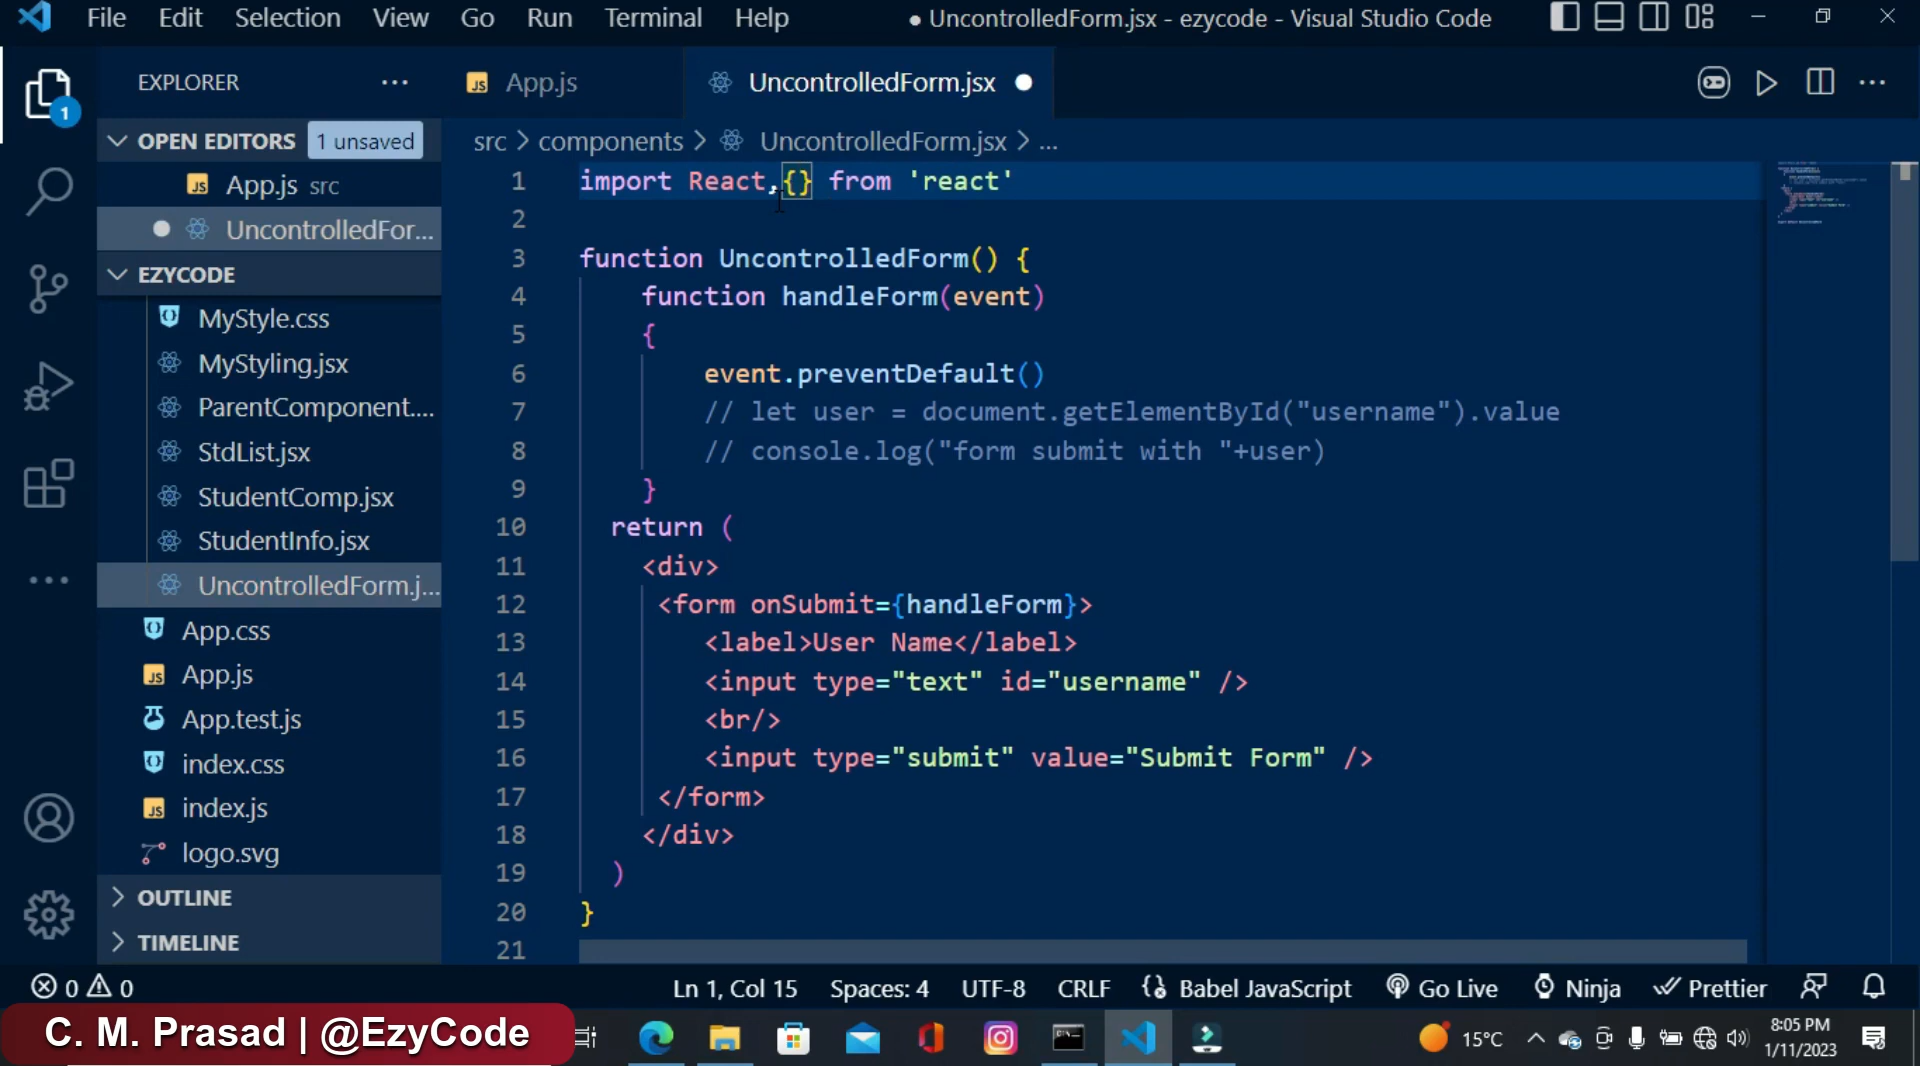 File Edit Selection View Go Run Terminal Help ● UncontrolledForm.jsx - ezycode - Visual Studio Code
EXPLORER ...
App.js
UncontrolledForm.jsx
1
OPEN EDITORS 1 unsaved
App.js src
UncontrolledFor...
EZYCODE
MyStyle.css
MyStyling.jsx
ParentComponent....
StdList.jsx
StudentComp.jsx
StudentInfo.jsx
UncontrolledForm.j...
App.css
App.js
App.test.js
index.css
index.js
logo.svg
OUTLINE
TIMELINE
src > components > UncontrolledForm.jsx > ...
1 import React,{} from 'react'
2
3 function UncontrolledForm() {
4 function handleForm(event)
5 {
6 event.preventDefault()
7 // let user = document.getElementById("username").value
8 // console.log("form submit with "+user)
9 }
10 return (
11 <div>
12 <form onSubmit={handleForm}>
13 <label>User Name</label>
14 <input type="text" id="username" />
15 <br/>
16 <input type="submit" value="Submit Form" />
17 </form>
18 </div>
19 )
20 }
21
0 0 Ln 1, Col 15 Spaces: 4 UTF-8 CRLF Babel JavaScript Go Live Ninja Prettier
C. M. Prasad | @EzyCode
15°C
8:05 PM
1/11/2023